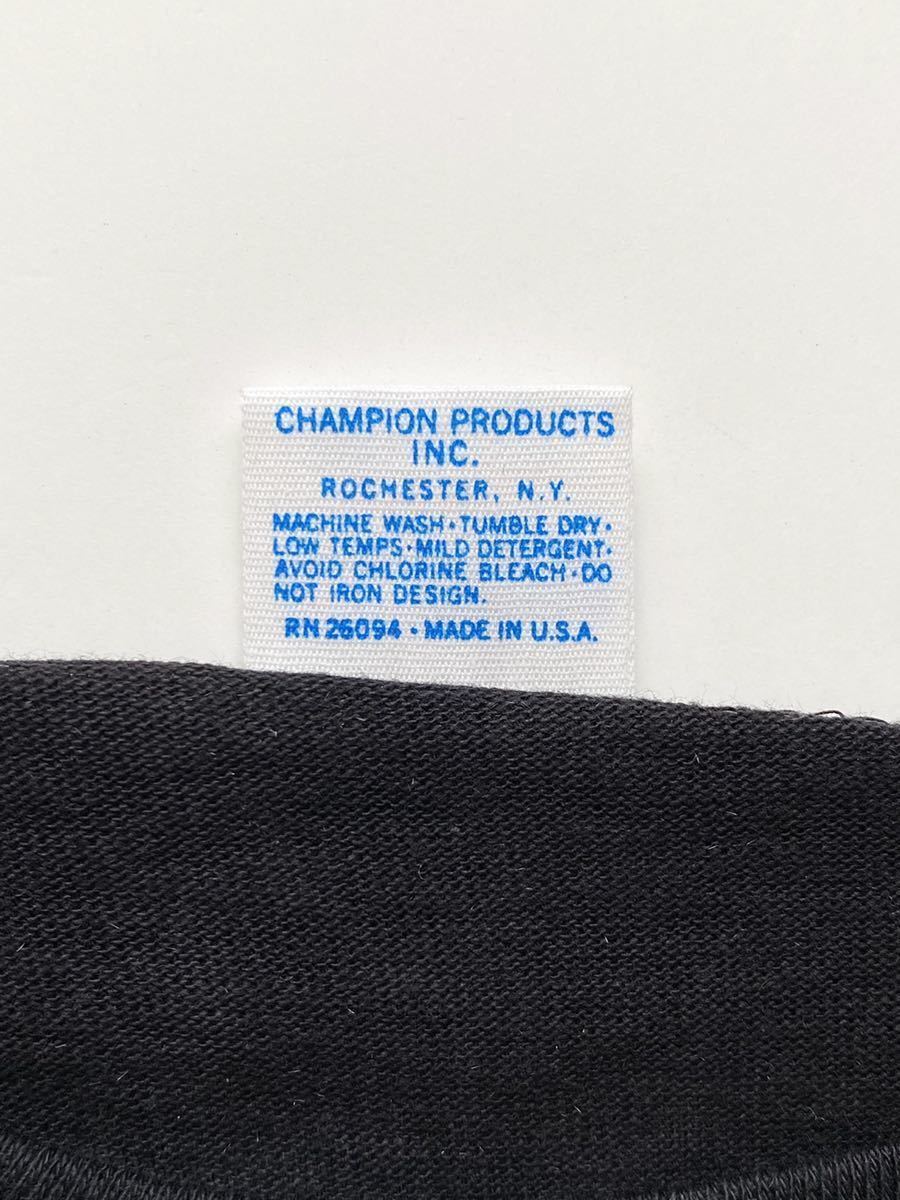 CHAMPION PRODUCTS
INC.
ROCHESTER, N.Y.
MACHINE WASH • TUMBLE DRY •
LOW TEMPS • MILD DETERGENT •
AVOID CHLORINE BLEACH • DO
NOT IRON DESIGN.
RN 26094 • MADE IN U.S.A.